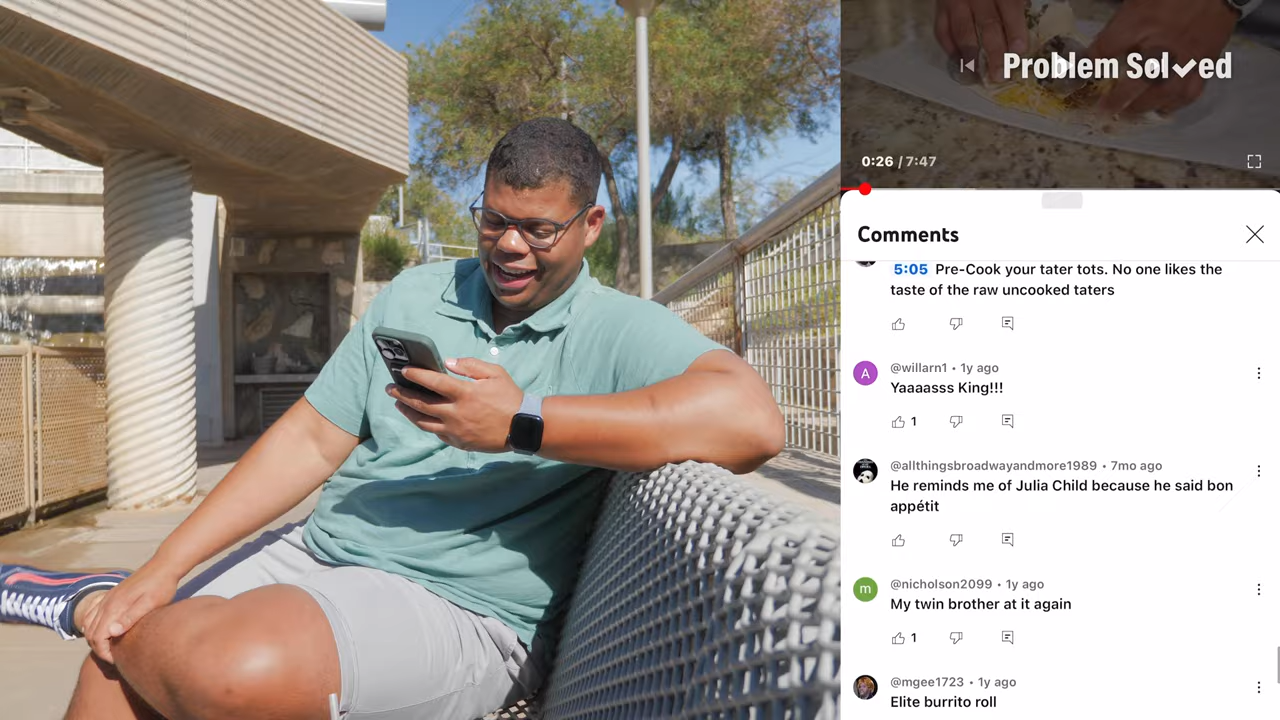 Problem Solved
0:26 / 7:47
Comments
5:05 Pre-Cook your tater tots. No one likes the
taste of the raw uncooked taters
A
@willarn1 • 1y ago
Yaaaasss King!!!
1
@allthingsbroadwayandmore1989 • 7mo ago
He reminds me of Julia Child because he said bon
appétit
m
@nicholson2099 • 1y ago
My twin brother at it again
1
@mgee1723 • 1y ago
Elite burrito roll